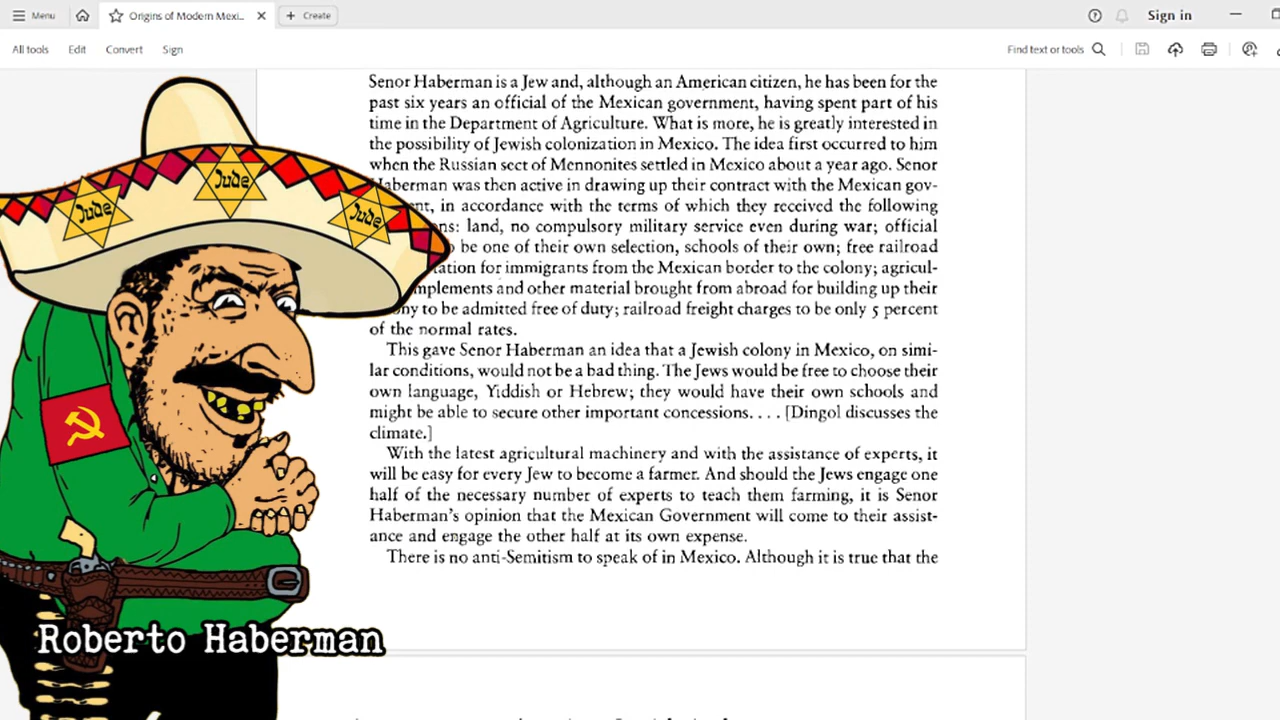 Menu
Origins of Modern Mexi...
Create
Sign in
All tools
Edit
Convert
Sign
Find text or tools
Senor Haberman is a Jew and, although an American citizen, he has been for the
past six years an official of the Mexican government, having spent part of his
time in the Department of Agriculture. What is more, he is greatly interested in
the possibility of Jewish colonization in Mexico. The idea first occurred to him
when the Russian sect of Mennonites settled in Mexico about a year ago. Senor
Haberman was then active in drawing up their contract with the Mexican gov-
ent, in accordance with the terms of which they received the following
ns: land, no compulsory military service even during war; official
be one of their own selection, schools of their own; free railroad
tation for immigrants from the Mexican border to the colony; agricul-
mplements and other material brought from abroad for building up their
ny to be admitted free of duty; railroad freight charges to be only 5 percent
of the normal rates.
This gave Senor Haberman an idea that a Jewish colony in Mexico, on simi-
lar conditions, would not be a bad thing. The Jews would be free to choose their
own language, Yiddish or Hebrew; they would have their own schools and
might be able to secure other important concessions. . . . [Dingol discusses the
climate.]
With the latest agricultural machinery and with the assistance of experts, it
will be easy for every Jew to become a farmer. And should the Jews engage one
half of the necessary number of experts to teach them farming, it is Senor
Haberman's opinion that the Mexican Government will come to their assist-
ance and engage the other half at its own expense.
There is no anti-Semitism to speak of in Mexico. Although it is true that the
Jude
Jude
Jude
Roberto Haberman